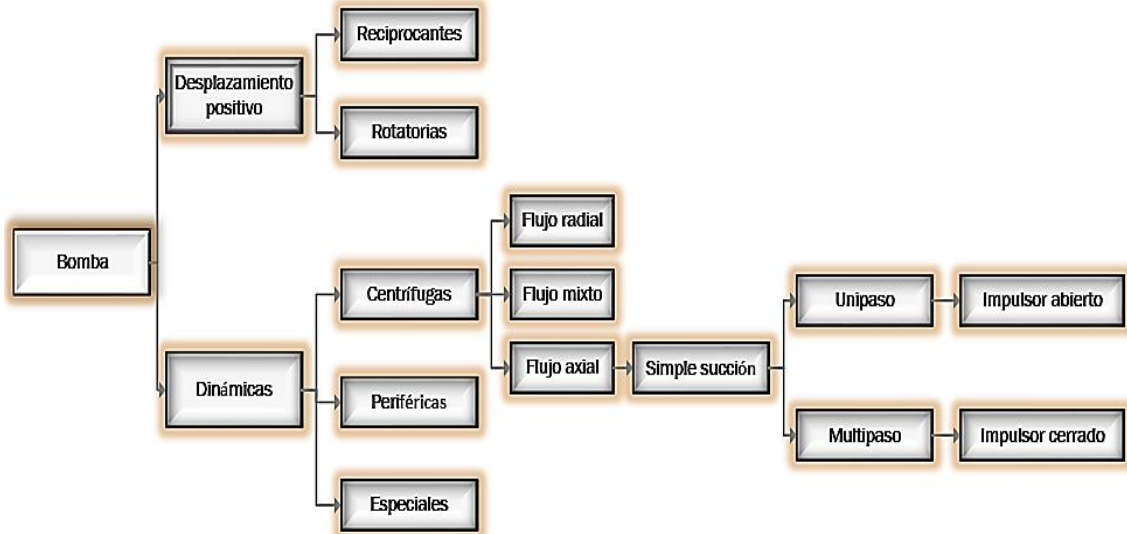 Reciprocantes
Desplazamiento
positivo
Rotatorias
Flujo radial
Bomba
Centrífugas
Flujo mixto
Unipaso
Impulsor abierto
Flujo axial
Simple succión
Dinámicas
Periféricas
Multipaso
Impulsor cerrado
Especiales